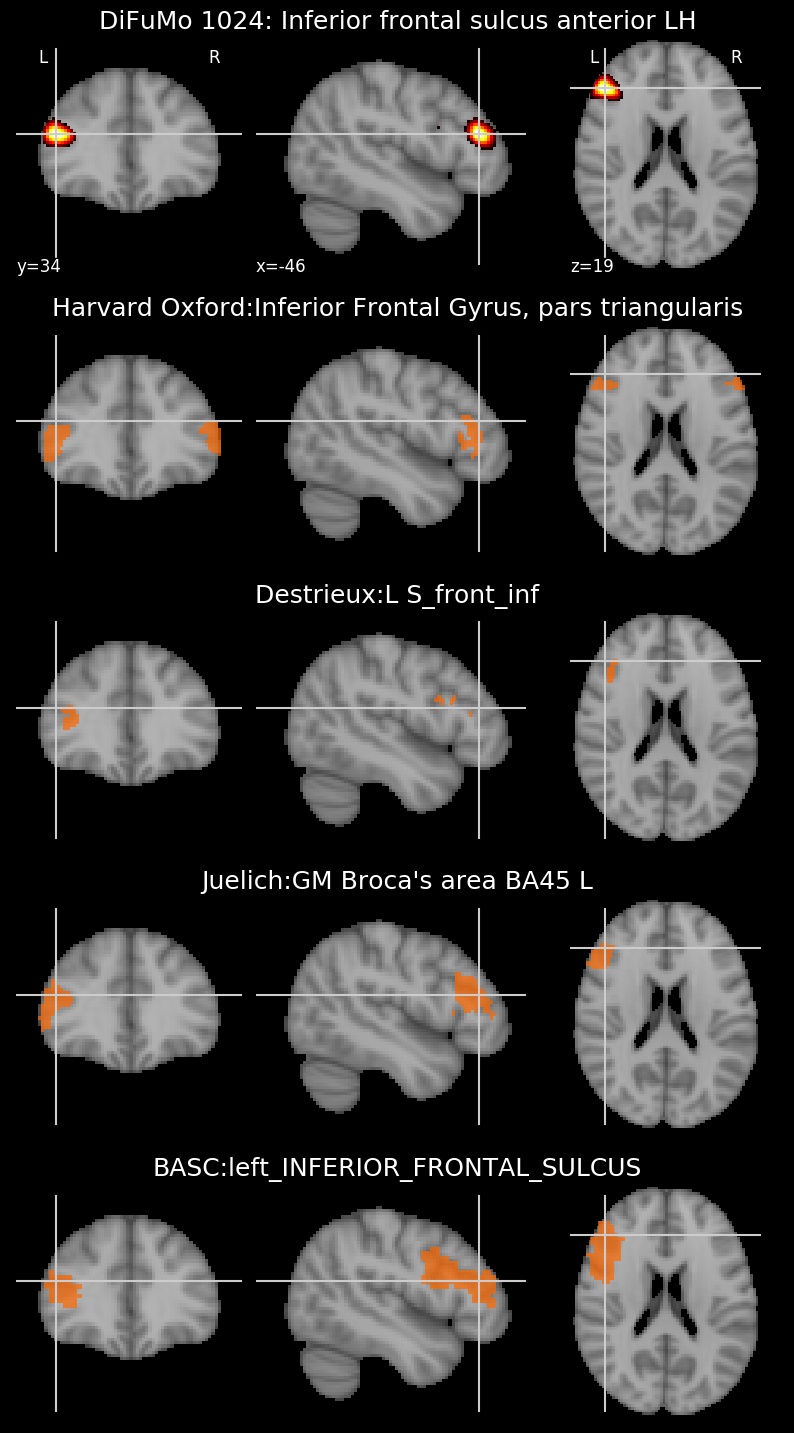 DiFuMo 1024: Inferior frontal sulcus anterior LH
L R L R
y=34 x=-46 z=19
Harvard Oxford:Inferior Frontal Gyrus, pars triangularis
Destrieux:L S_front_inf
Juelich:GM Broca's area BA45 L
BASC:left_INFERIOR_FRONTAL_SULCUS